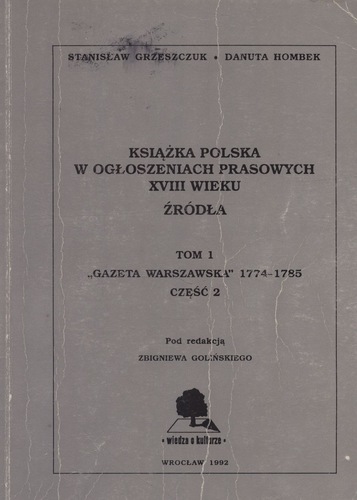 STANISŁAW GRZESZCZUK • DANUTA HOMBEK
KSIĄŻKA POLSKA
W OGŁOSZENIACH PRASOWYCH
XVIII WIEKU
ŹRÓDŁA
TOM 1
„GAZETA WARSZAWSKA" 1774-1785
CZĘŚĆ 2
Pod redakcją
ZBIGNIEWA GOLIŃSKIEGO
• wiedza o kulturze •
WROCŁAW 1992